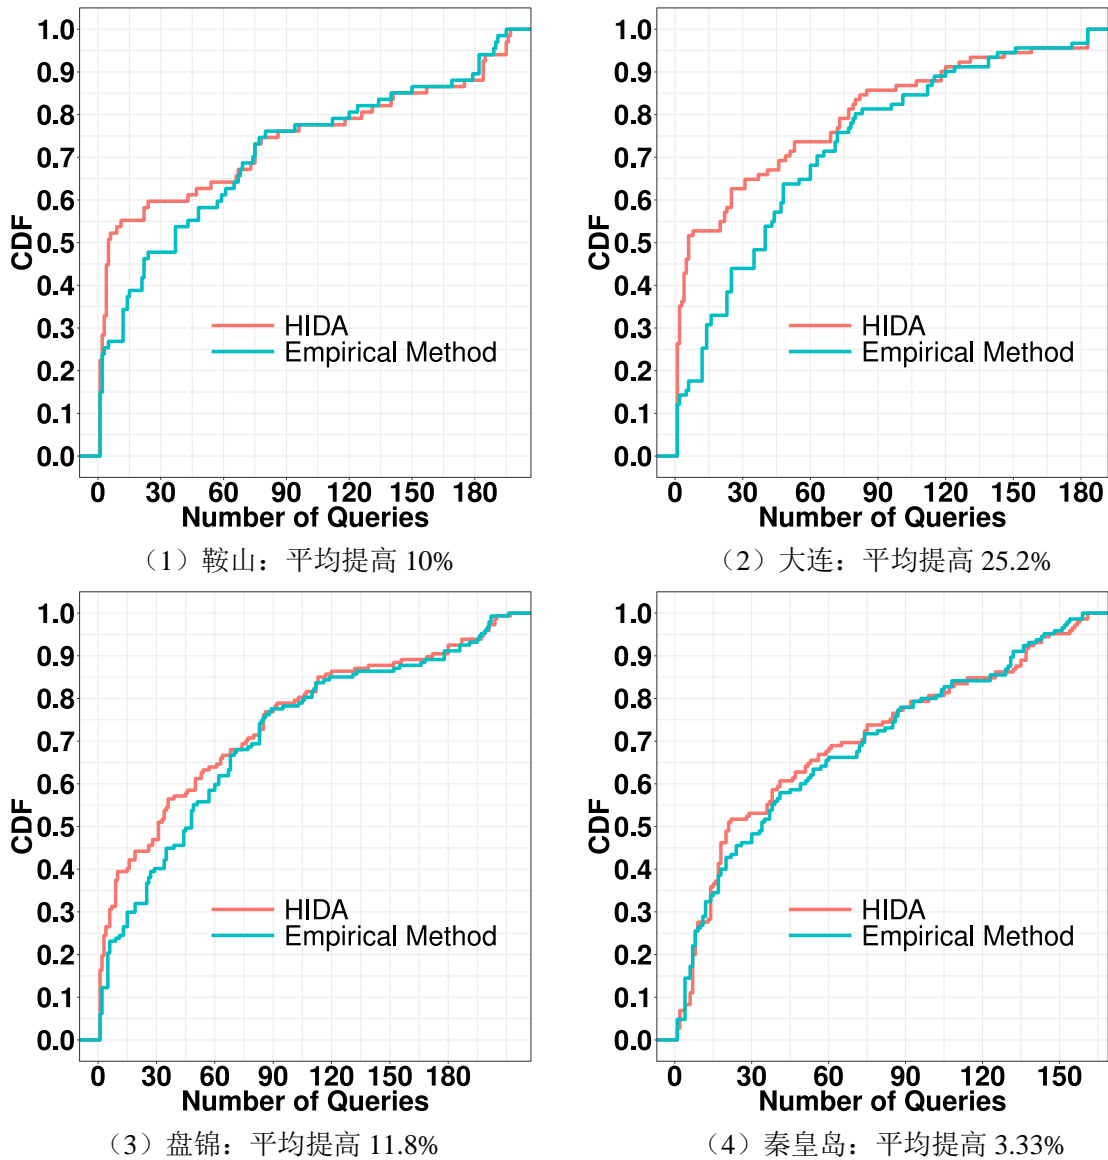 1.0
0.9
0.8
0.7
0.6
0.5
0.4
0.3
0.2
0.1
0.0
CDF
HIDA
Empirical Method
0 30 60 90 120 150 180
Number of Queries
（1）鞍山：平均提高 10%
1.0
0.9
0.8
0.7
0.6
0.5
0.4
0.3
0.2
0.1
0.0
CDF
HIDA
Empirical Method
0 30 60 90 120 150 180
Number of Queries
（2）大连：平均提高 25.2%
1.0
0.9
0.8
0.7
0.6
0.5
0.4
0.3
0.2
0.1
0.0
CDF
HIDA
Empirical Method
0 30 60 90 120 150 180
Number of Queries
（3）盘锦：平均提高 11.8%
1.0
0.9
0.8
0.7
0.6
0.5
0.4
0.3
0.2
0.1
0.0
CDF
HIDA
Empirical Method
0 30 60 90 120 150
Number of Queries
（4）秦皇岛：平均提高 3.33%